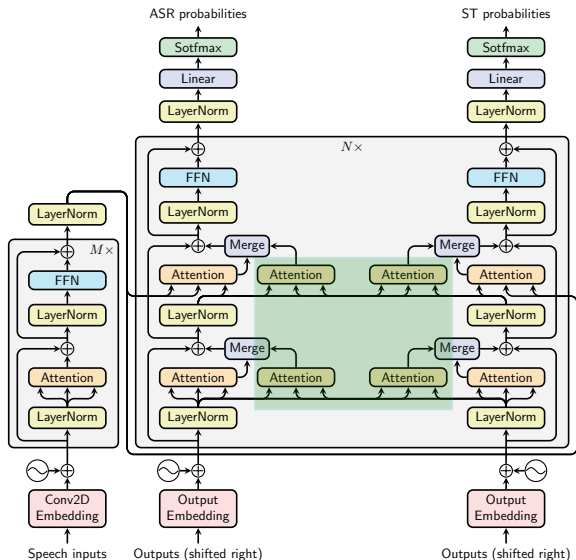 ASR probabilities
ST probabilities
Sotfmax
Sotfmax
Linear
Linear
LayerNorm
LayerNorm
N×
FFN
FFN
LayerNorm
LayerNorm
LayerNorm
Merge
Merge
M×
Attention
Attention
Attention
Attention
FFN
LayerNorm
LayerNorm
LayerNorm
Merge
Merge
Attention
Attention
Attention
Attention
Attention
LayerNorm
LayerNorm
LayerNorm
Conv2D
Embedding
Output
Embedding
Output
Embedding
Speech inputs
Outputs (shifted right)
Outputs (shifted right)